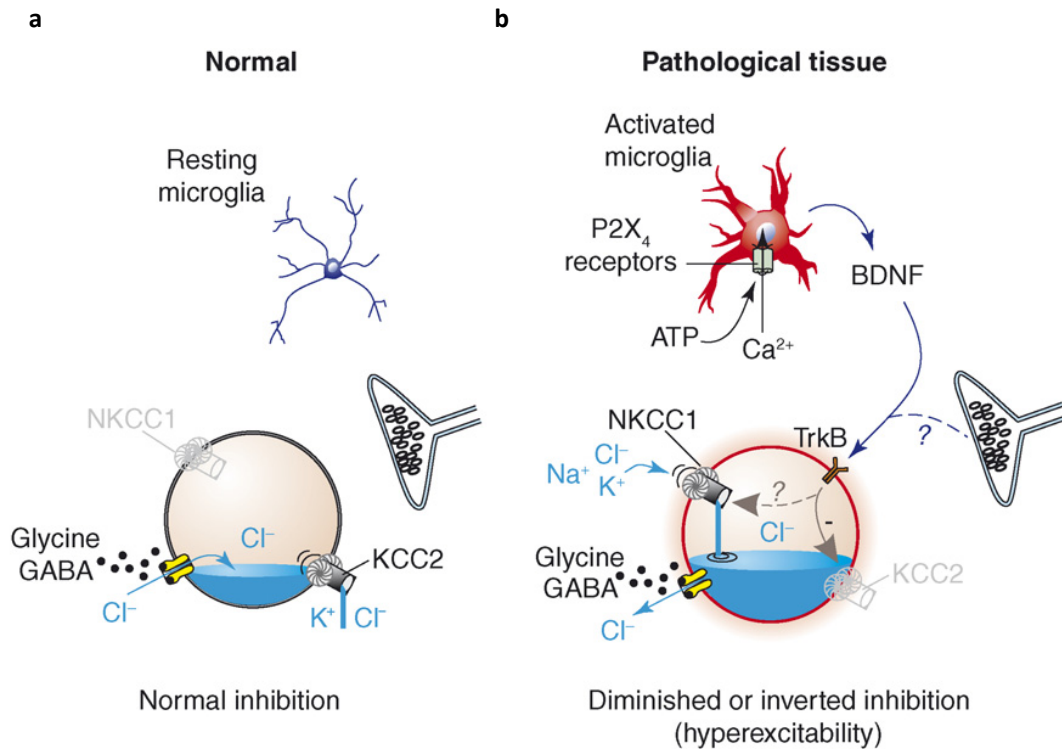 a
Normal
Resting
microglia
NKCC1
Glycine
GABA
Cl⁻
Cl⁻
KCC2
K⁺ Cl⁻
Normal inhibition
b
Pathological tissue
Activated
microglia
P2X₄
receptors
BDNF
ATP
Ca²⁺
NKCC1
TrkB
?
Cl⁻
Na⁺
K⁺
?
Cl⁻
-
Glycine
GABA
KCC2
Cl⁻
Diminished or inverted inhibition
(hyperexcitability)